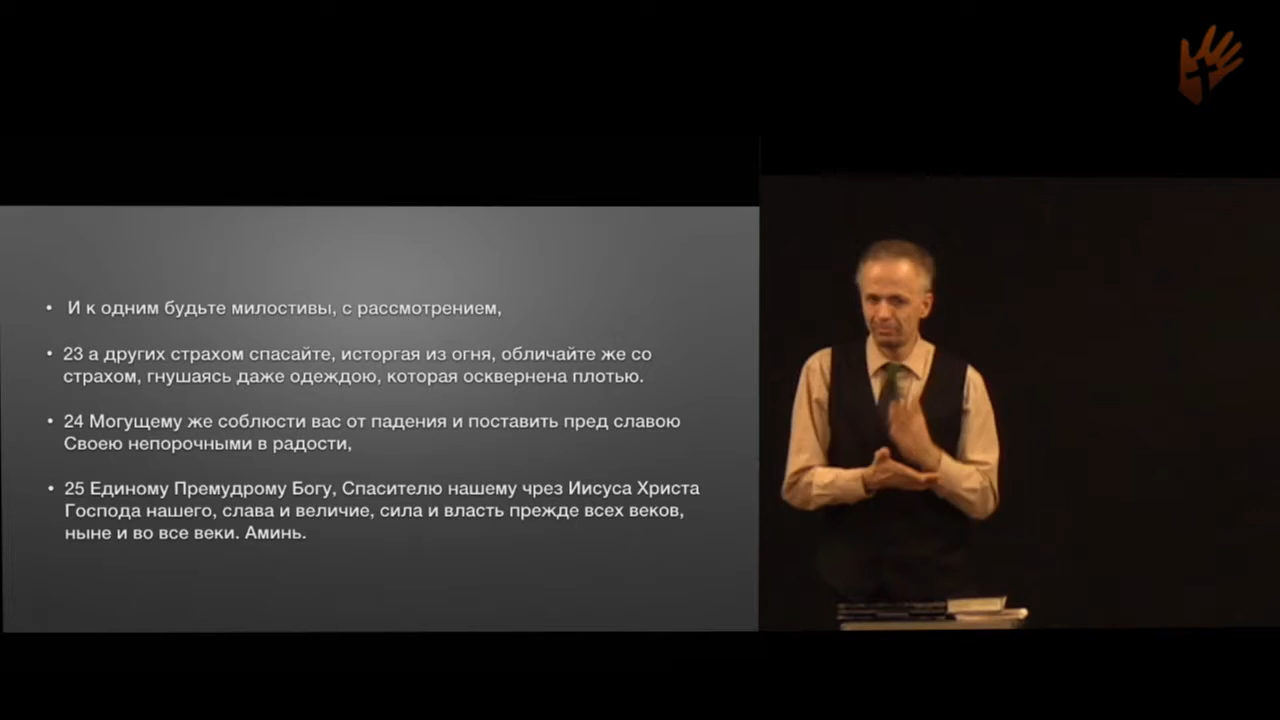 • И к одним будьте милостивы, с рассмотрением,
• 23 а других страхом спасайте, исторгая из огня, обличайте же со
страхом, гнушаясь даже одеждою, которая осквернена плотью.
• 24 Могущему же соблюсти вас от падения и поставить пред славою
Своею непорочными в радости,
• 25 Единому Премудрому Богу, Спасителю нашему чрез Иисуса Христа
Господа нашего, слава и величие, сила и власть прежде всех веков,
ныне и во все веки. Аминь.